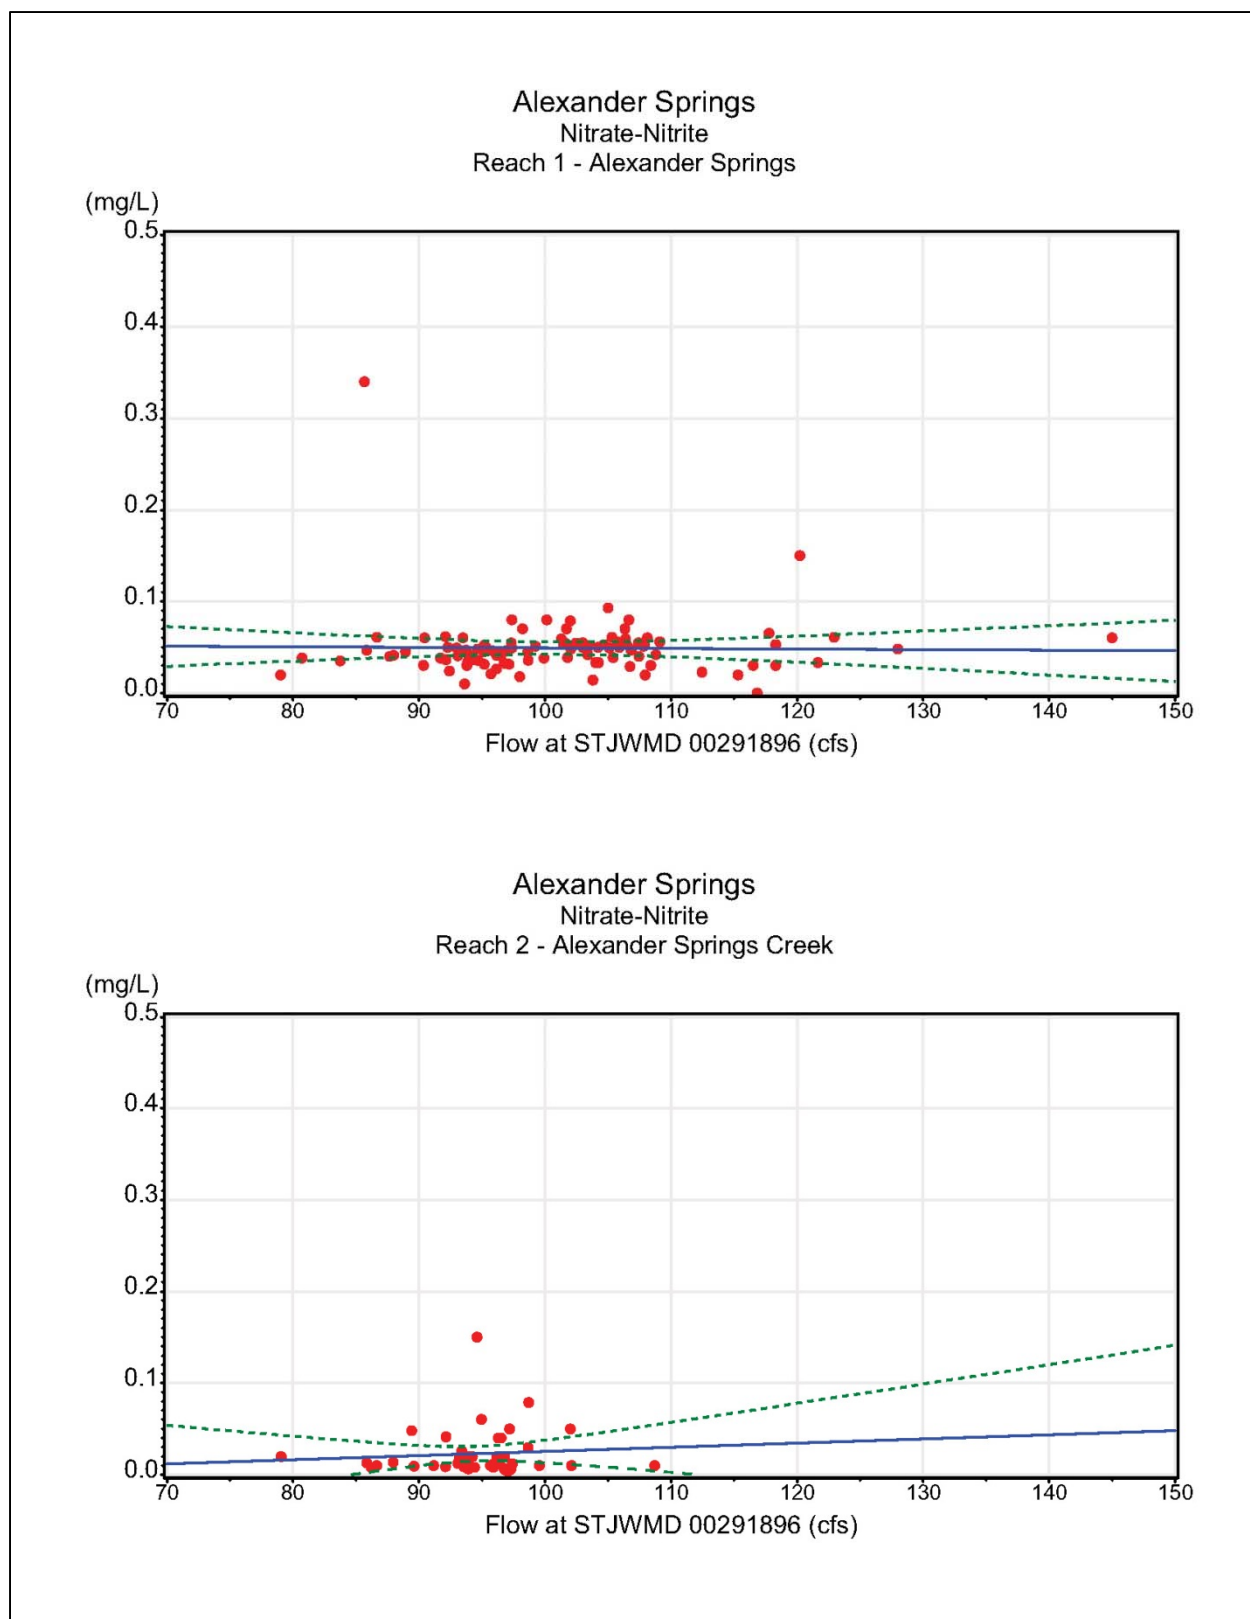 Alexander Springs
Nitrate-Nitrite
Reach 1 - Alexander Springs
(mg/L)
0.5
0.4
0.3
0.2
0.1
0.0
70 80 90 100 110 120 130 140 150
Flow at STJWMD 00291896 (cfs)
Alexander Springs
Nitrate-Nitrite
Reach 2 - Alexander Springs Creek
(mg/L)
0.5
0.4
0.3
0.2
0.1
0.0
70 80 90 100 110 120 130 140 150
Flow at STJWMD 00291896 (cfs)